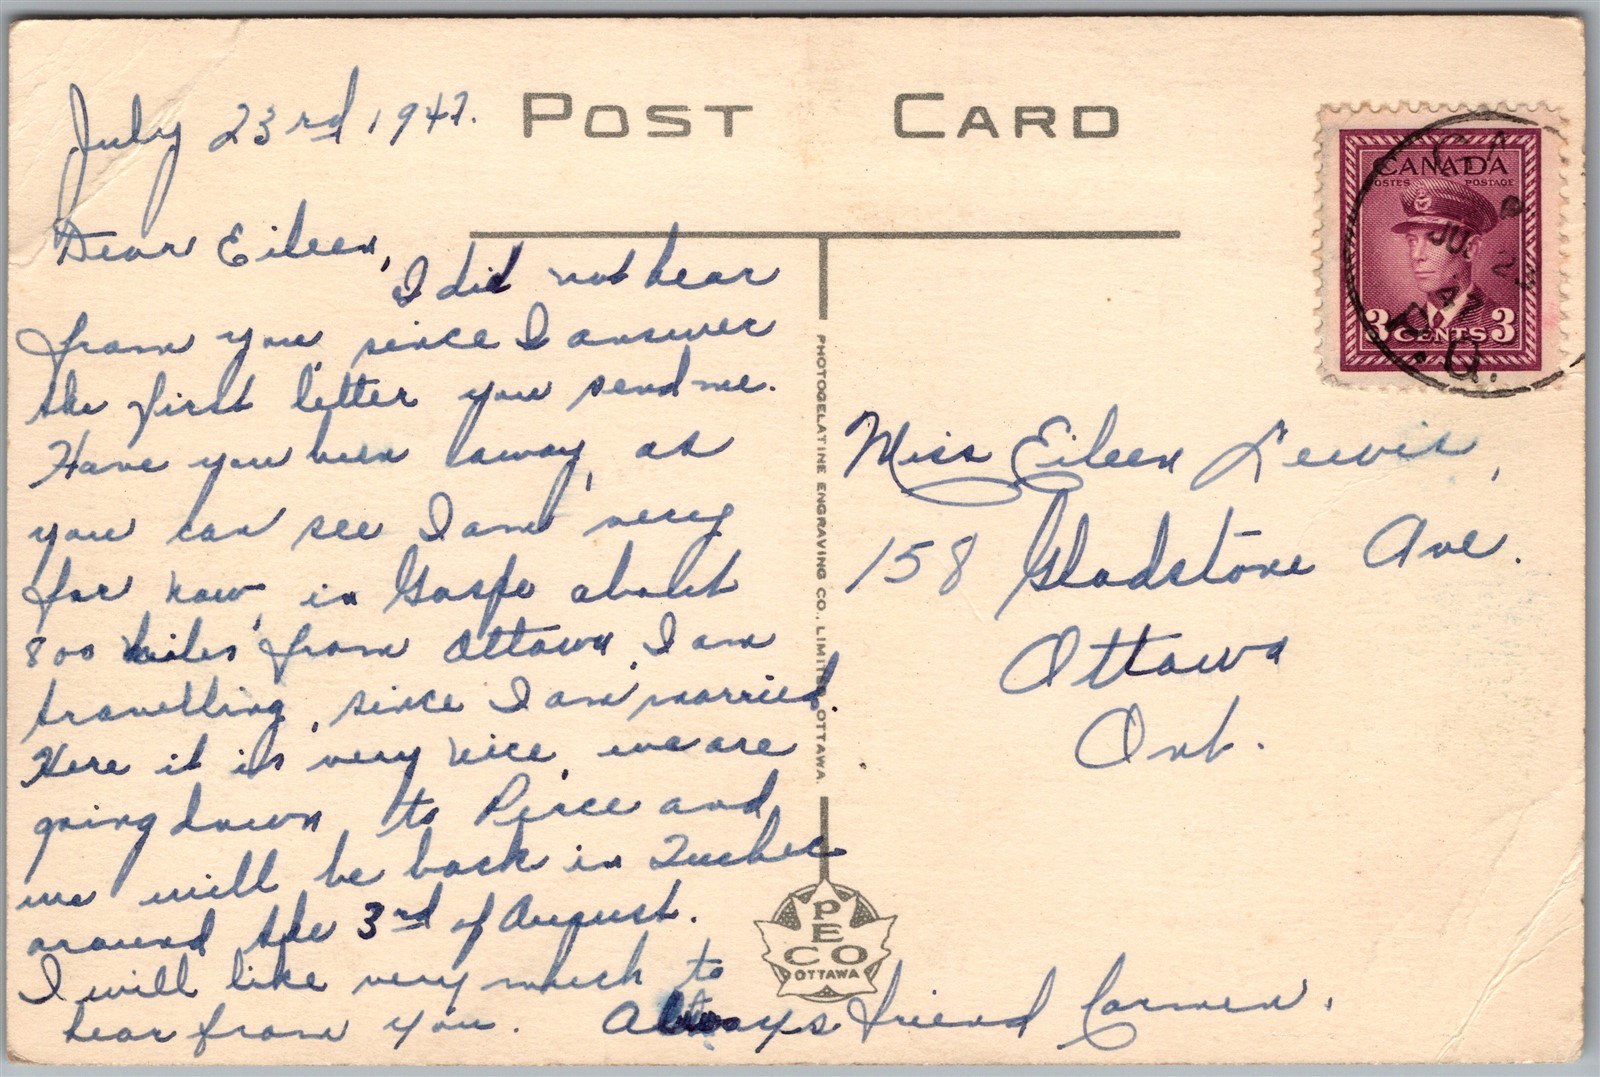 POST CARD
July 23rd 1947.
Dear Eileen,
I did not hear
from you, since I answer
the first letter you send me.
Have you been away, as
you can see I am very
far now, in Gaspe about
800 miles from Ottawa, I am
travelling, since I am married.
Here it is very nice, we are
going down to Perce and
we will be back in Quebec
around the 3rd of August.
I will like very much to
hear from you. Always friend Carmen.
PHOTOGELATINE ENGRAVING CO., LIMITED, OTTAWA.
PECO
OTTAWA
CANADA
POSTES POSTAGE
3 CENTS 3
JUL 23
47
Miss Eileen Lewis,
158 Gladstone Ave.
Ottawa
Ont.